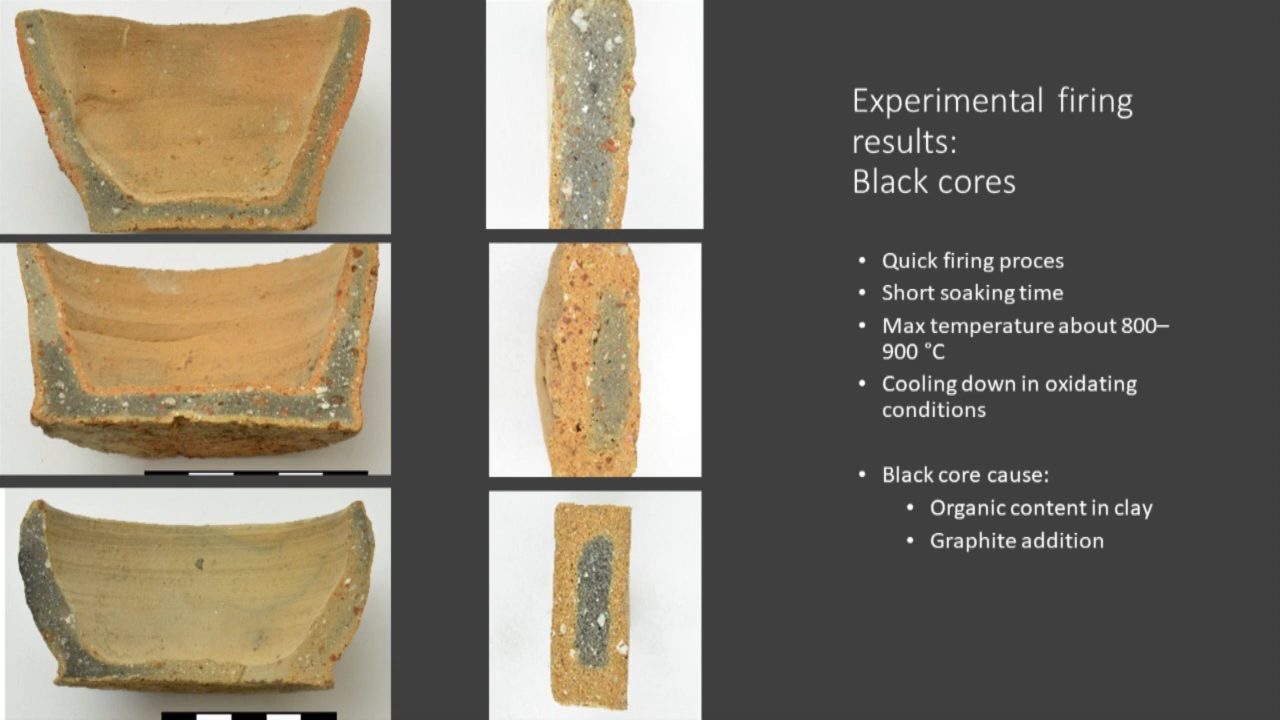 Experimental firing
results:
Black cores
• Quick firing proces
• Short soaking time
• Max temperature about 800–
900 °C
• Cooling down in oxidating
conditions
• Black core cause:
• Organic content in clay
• Graphite addition